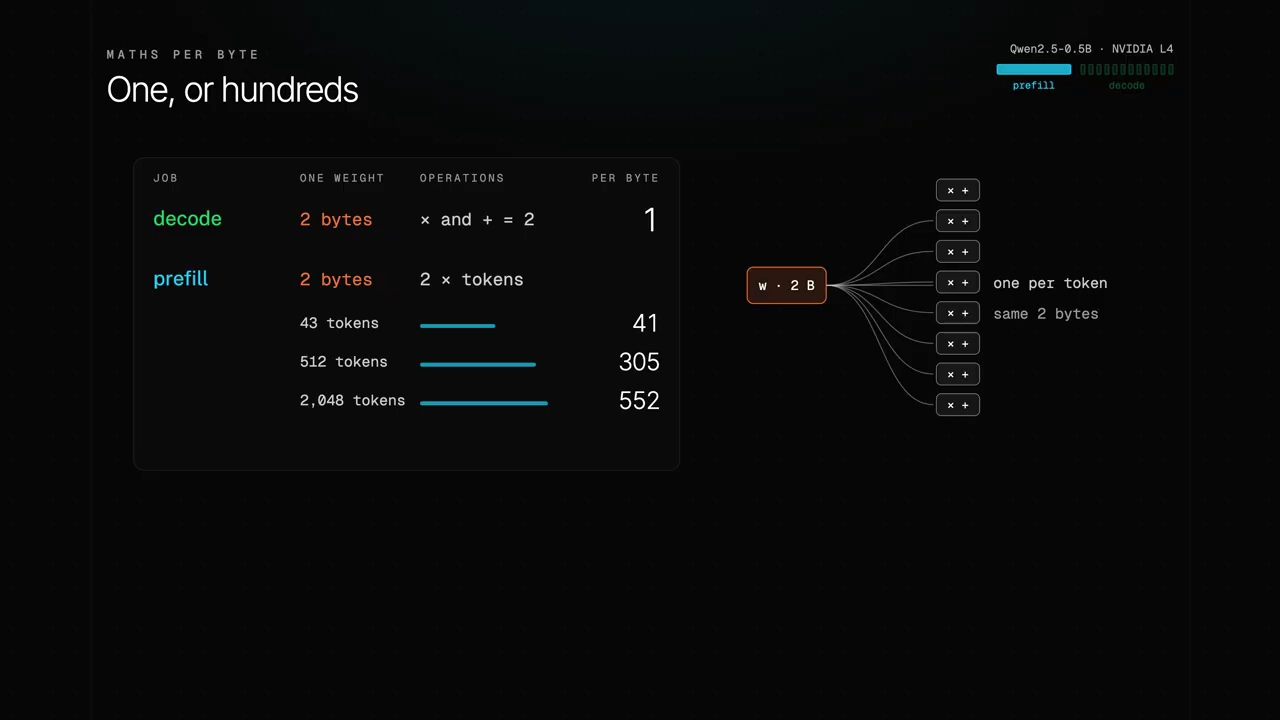 MATHS PER BYTE
One, or hundreds
Qwen2.5-0.5B · NVIDIA L4
prefill decode
JOB ONE WEIGHT OPERATIONS PER BYTE
decode 2 bytes × and + = 2 1
prefill 2 bytes 2 × tokens
43 tokens 41
512 tokens 305
2,048 tokens 552
w · 2 B
× +
× +
× +
× + one per token
× + same 2 bytes
× +
× +
× +